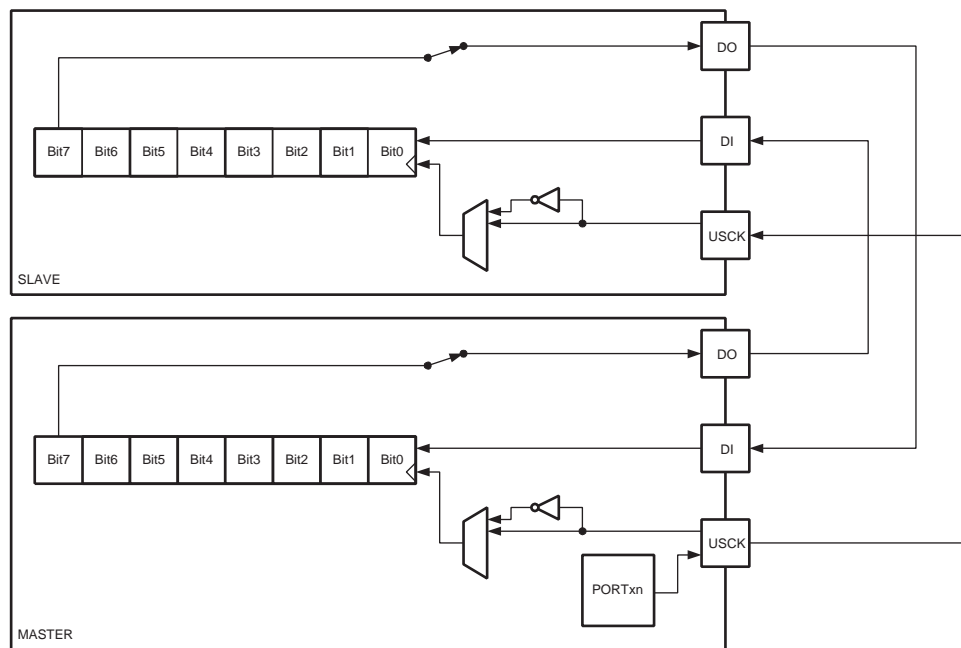 DO
Bit7 Bit6 Bit5 Bit4 Bit3 Bit2 Bit1 Bit0
DI
USCK
SLAVE
DO
Bit7 Bit6 Bit5 Bit4 Bit3 Bit2 Bit1 Bit0
DI
USCK
PORTxn
MASTER